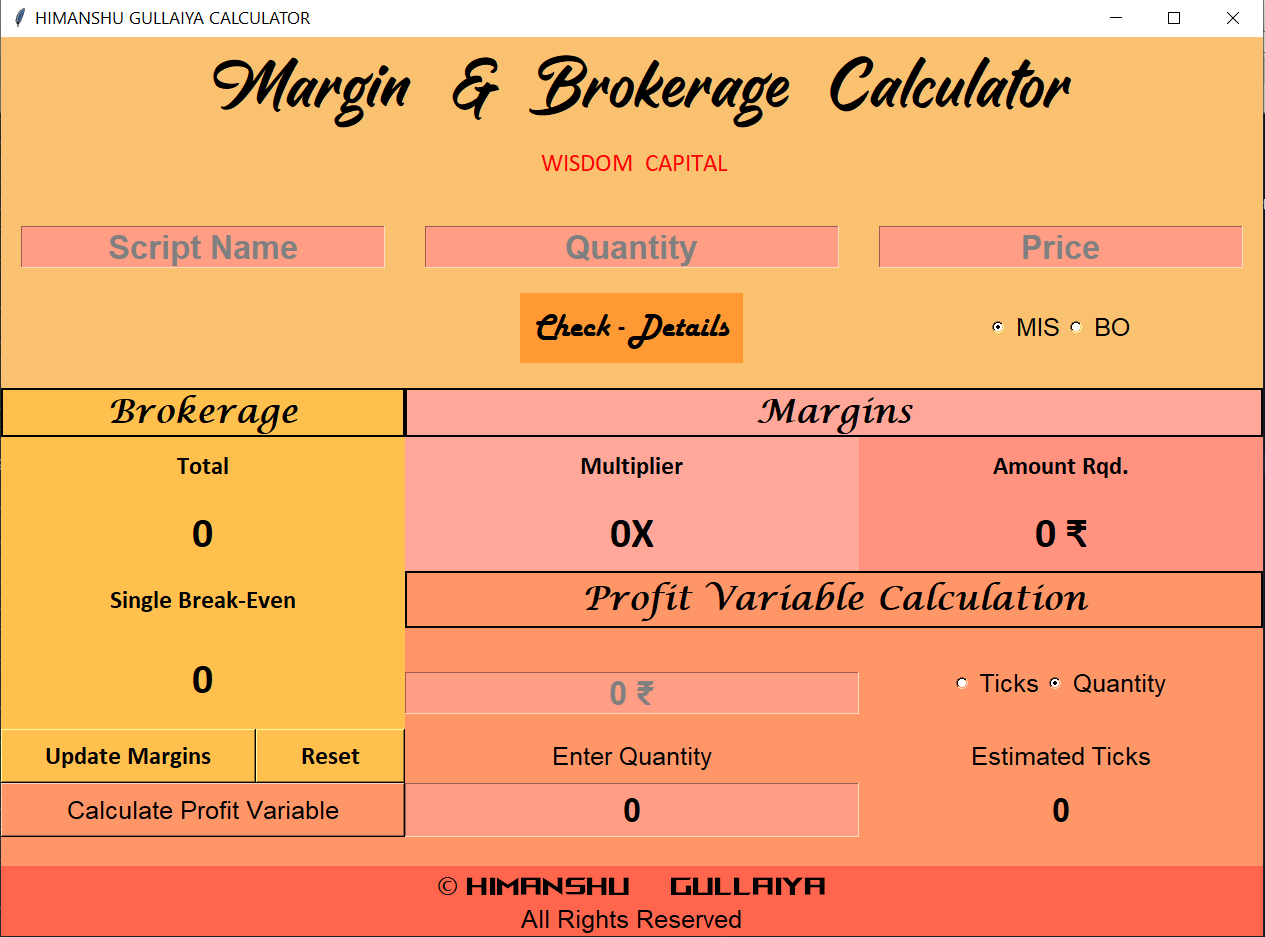 HIMANSHU GULLAIYA CALCULATOR
Margin & Brokerage Calculator
WISDOM CAPITAL
Script Name Quantity Price
Check - Details MIS BO
Brokerage Margins
Total Multiplier Amount Rqd.
0 0X 0 ₹
Single Break-Even Profit Variable Calculation
0 0 ₹ Ticks Quantity
Update Margins Reset Enter Quantity Estimated Ticks
Calculate Profit Variable 0 0
© HIMANSHU GULLAIYA
All Rights Reserved